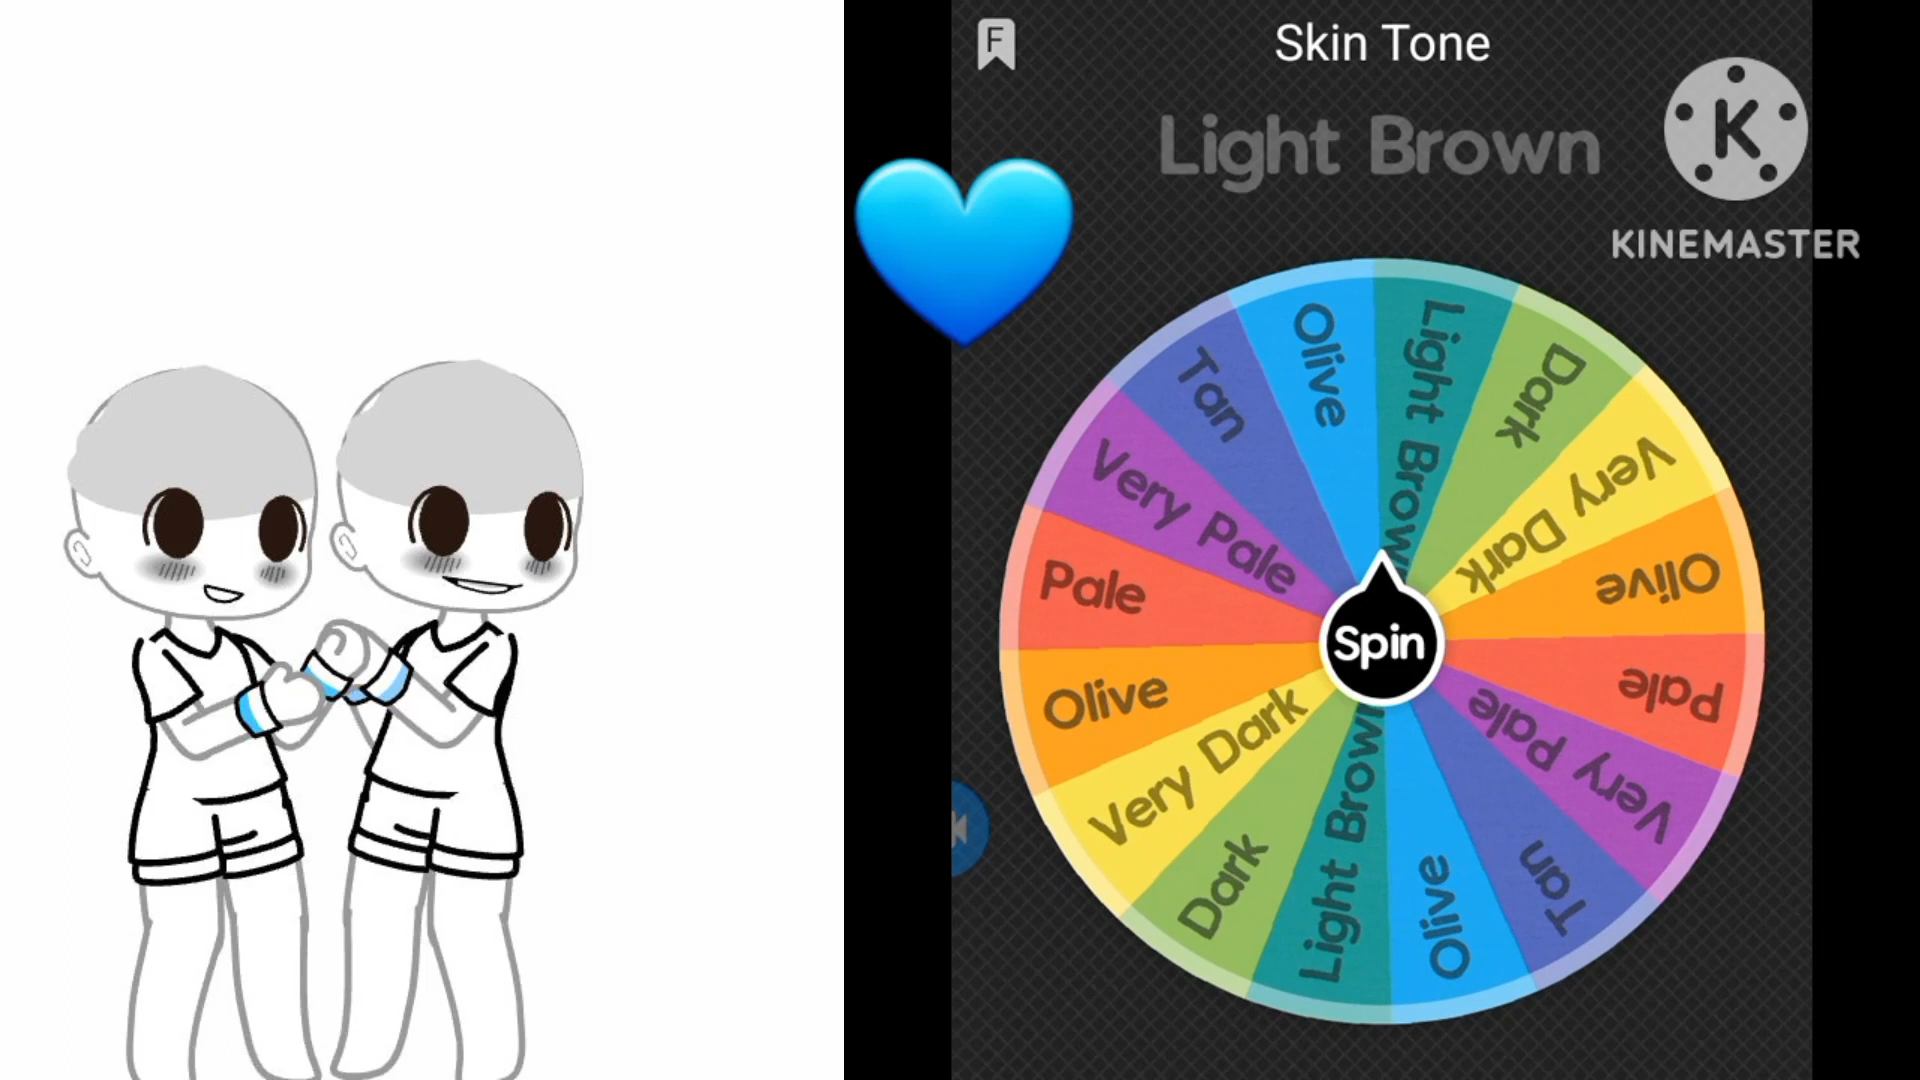 F
Skin Tone
Light Brown
K
KINEMASTER
Light Brown
Dark
Very Dark
Olive
Pale
Very Pale
Tan
Olive
Light Brown
Dark
Very Dark
Olive
Pale
Very Pale
Tan
Olive
Spin